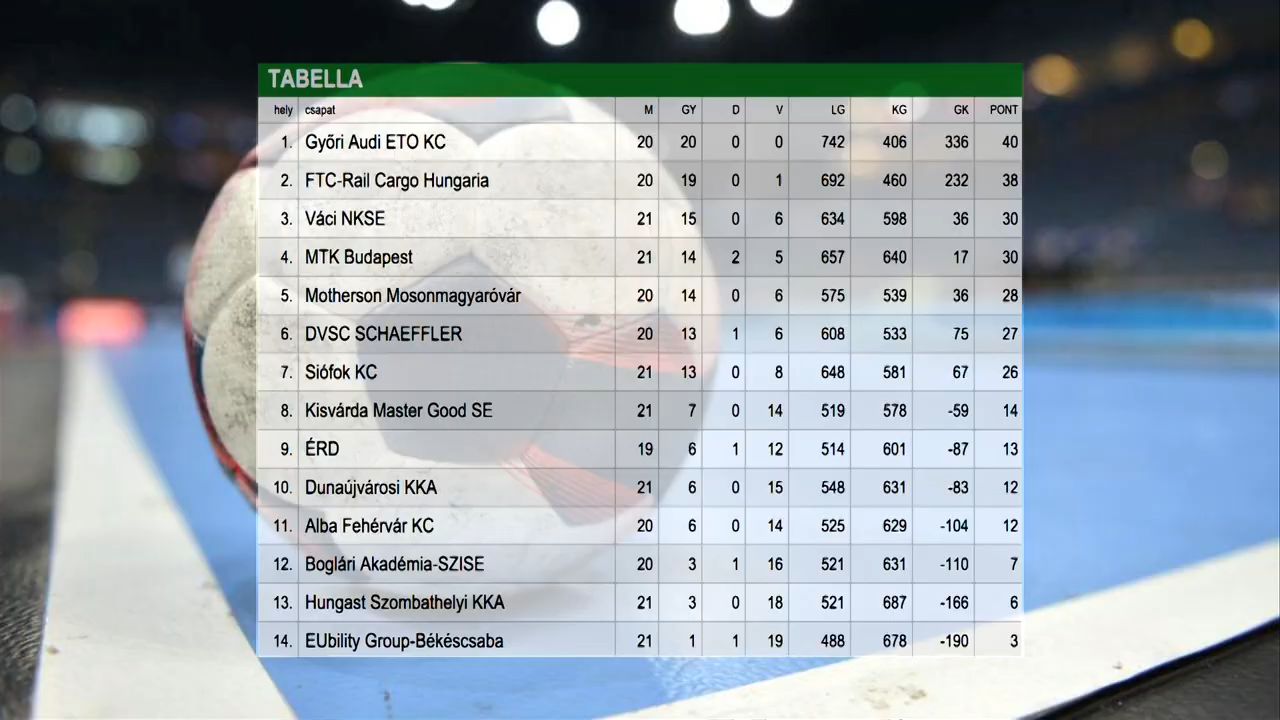 TABELLA
hely csapat M GY D V LG KG GK PONT
1. Győri Audi ETO KC 20 20 0 0 742 406 336 40
2. FTC-Rail Cargo Hungaria 20 19 0 1 692 460 232 38
3. Váci NKSE 21 15 0 6 634 598 36 30
4. MTK Budapest 21 14 2 5 657 640 17 30
5. Motherson Mosonmagyaróvár 20 14 0 6 575 539 36 28
6. DVSC SCHAEFFLER 20 13 1 6 608 533 75 27
7. Siófok KC 21 13 0 8 648 581 67 26
8. Kisvárda Master Good SE 21 7 0 14 519 578 -59 14
9. ÉRD 19 6 1 12 514 601 -87 13
10. Dunaújvárosi KKA 21 6 0 15 548 631 -83 12
11. Alba Fehérvár KC 20 6 0 14 525 629 -104 12
12. Boglári Akadémia-SZISE 20 3 1 16 521 631 -110 7
13. Hungast Szombathelyi KKA 21 3 0 18 521 687 -166 6
14. EUbility Group-Békéscsaba 21 1 1 19 488 678 -190 3